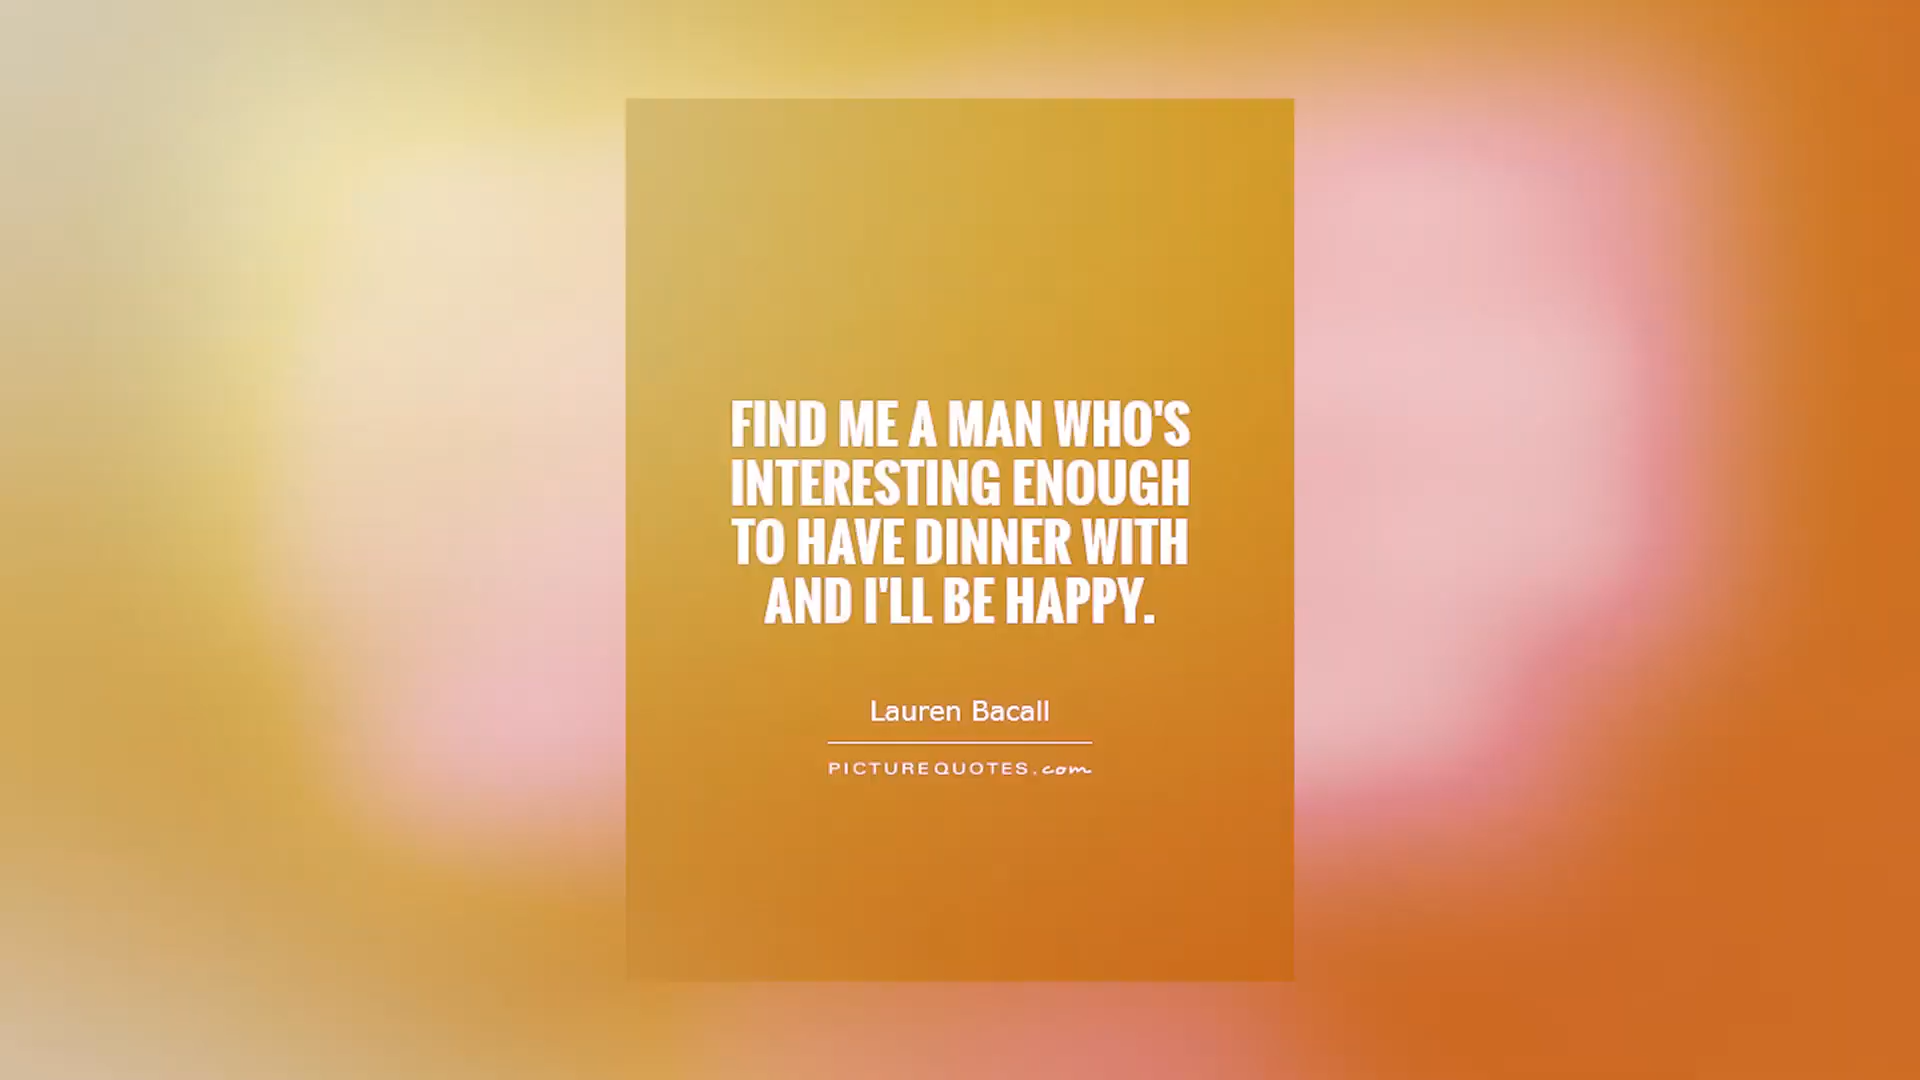 FIND ME A MAN WHO'S
INTERESTING ENOUGH
TO HAVE DINNER WITH
AND I'LL BE HAPPY.
Lauren Bacall
PICTUREQUOTES.com